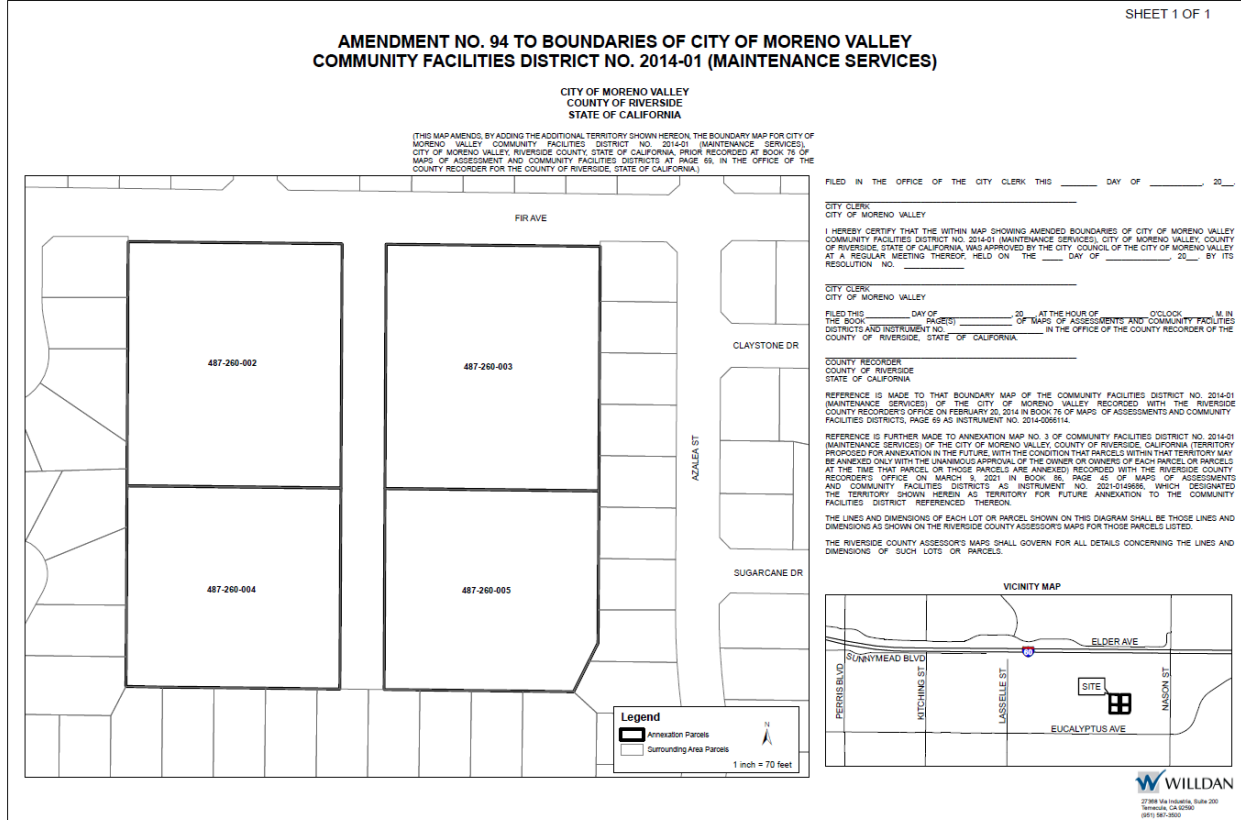 SHEET 1 OF 1
AMENDMENT NO. 94 TO BOUNDARIES OF CITY OF MORENO VALLEY
COMMUNITY FACILITIES DISTRICT NO. 2014-01 (MAINTENANCE SERVICES)
CITY OF MORENO VALLEY
COUNTY OF RIVERSIDE
STATE OF CALIFORNIA
(THIS MAP AMENDS, BY ADDING THE ADDITIONAL TERRITORY SHOWN HEREON, THE BOUNDARY MAP FOR CITY OF
MORENO VALLEY COMMUNITY FACILITIES DISTRICT NO. 2014-01 (MAINTENANCE SERVICES),
CITY OF MORENO VALLEY, RIVERSIDE COUNTY, STATE OF CALIFORNIA, PRIOR RECORDED AT BOOK 76 OF
MAPS OF ASSESSMENT AND COMMUNITY FACILITIES DISTRICTS AT PAGE 69, IN THE OFFICE OF THE
COUNTY RECORDER FOR THE COUNTY OF RIVERSIDE, STATE OF CALIFORNIA.)
FIR AVE
487-260-002
487-260-003
CLAYSTONE DR
AZALEA ST
487-260-004
487-260-005
SUGARCANE DR
Legend
Annexation Parcels
Surrounding Area Parcels
N
1 inch = 70 feet
FILED IN THE OFFICE OF THE CITY CLERK THIS ______ DAY OF ________, 20__.
CITY CLERK
CITY OF MORENO VALLEY
I HEREBY CERTIFY THAT THE WITHIN MAP SHOWING AMENDED BOUNDARIES OF CITY OF MORENO VALLEY
COMMUNITY FACILITIES DISTRICT NO. 2014-01 (MAINTENANCE SERVICES), CITY OF MORENO VALLEY, COUNTY
OF RIVERSIDE, STATE OF CALIFORNIA, WAS APPROVED BY THE CITY COUNCIL OF THE CITY OF MORENO VALLEY
AT A REGULAR MEETING THEREOF, HELD ON THE ____ DAY OF ____________, 20__. BY ITS
RESOLUTION NO. ____________
CITY CLERK
CITY OF MORENO VALLEY
FILED THIS _________ DAY OF ______________, 20__, AT THE HOUR OF _________ O'CLOCK _____, M. IN
THE BOOK __________ PAGE(S) __________ OF MAPS OF ASSESSMENTS AND COMMUNITY FACILITIES
DISTRICTS AND INSTRUMENT NO. __________________ IN THE OFFICE OF THE COUNTY RECORDER OF THE
COUNTY OF RIVERSIDE, STATE OF CALIFORNIA.
COUNTY RECORDER
COUNTY OF RIVERSIDE
STATE OF CALIFORNIA
REFERENCE IS MADE TO THAT BOUNDARY MAP OF THE COMMUNITY FACILITIES DISTRICT NO. 2014-01
(MAINTENANCE SERVICES) OF THE CITY OF MORENO VALLEY RECORDED WITH THE RIVERSIDE
COUNTY RECORDER'S OFFICE ON FEBRUARY 20, 2014 IN BOOK 76 OF MAPS OF ASSESSMENTS AND COMMUNITY
FACILITIES DISTRICTS, PAGE 69 AS INSTRUMENT NO. 2014-0066114.
REFERENCE IS FURTHER MADE TO ANNEXATION MAP NO. 3 OF COMMUNITY FACILITIES DISTRICT NO. 2014-01
(MAINTENANCE SERVICES) OF THE CITY OF MORENO VALLEY, COUNTY OF RIVERSIDE, CALIFORNIA (TERRITORY
PROPOSED FOR ANNEXATION IN THE FUTURE, WITH THE CONDITION THAT PARCELS WITHIN THAT TERRITORY MAY
BE ANNEXED ONLY WITH THE UNANIMOUS APPROVAL OF THE OWNER OR OWNERS OF EACH PARCEL OR PARCELS
AT THE TIME THAT PARCEL OR THOSE PARCELS ARE ANNEXED) RECORDED WITH THE RIVERSIDE COUNTY
RECORDER'S OFFICE ON MARCH 9, 2021 IN BOOK 86, PAGE 45 OF MAPS OF ASSESSMENTS
AND COMMUNITY FACILITIES DISTRICTS AS INSTRUMENT NO. 2021-0149686, WHICH DESIGNATED
THE TERRITORY SHOWN HEREIN AS TERRITORY FOR FUTURE ANNEXATION TO THE COMMUNITY
FACILITIES DISTRICT REFERENCED THEREON.
THE LINES AND DIMENSIONS OF EACH LOT OR PARCEL SHOWN ON THIS DIAGRAM SHALL BE THOSE LINES AND
DIMENSIONS AS SHOWN ON THE RIVERSIDE COUNTY ASSESSOR'S MAPS FOR THOSE PARCELS LISTED.
THE RIVERSIDE COUNTY ASSESSOR'S MAPS SHALL GOVERN FOR ALL DETAILS CONCERNING THE LINES AND
DIMENSIONS OF SUCH LOTS OR PARCELS.
VICINITY MAP
ELDER AVE
SUNNYMEAD BLVD
60
PERRIS BLVD
KITCHING ST
LASSELLE ST
NASON ST
SITE
EUCALYPTUS AVE
WILLDAN
27368 Via Industria, Suite 200
Temecula, CA 92590
(951) 587-3500